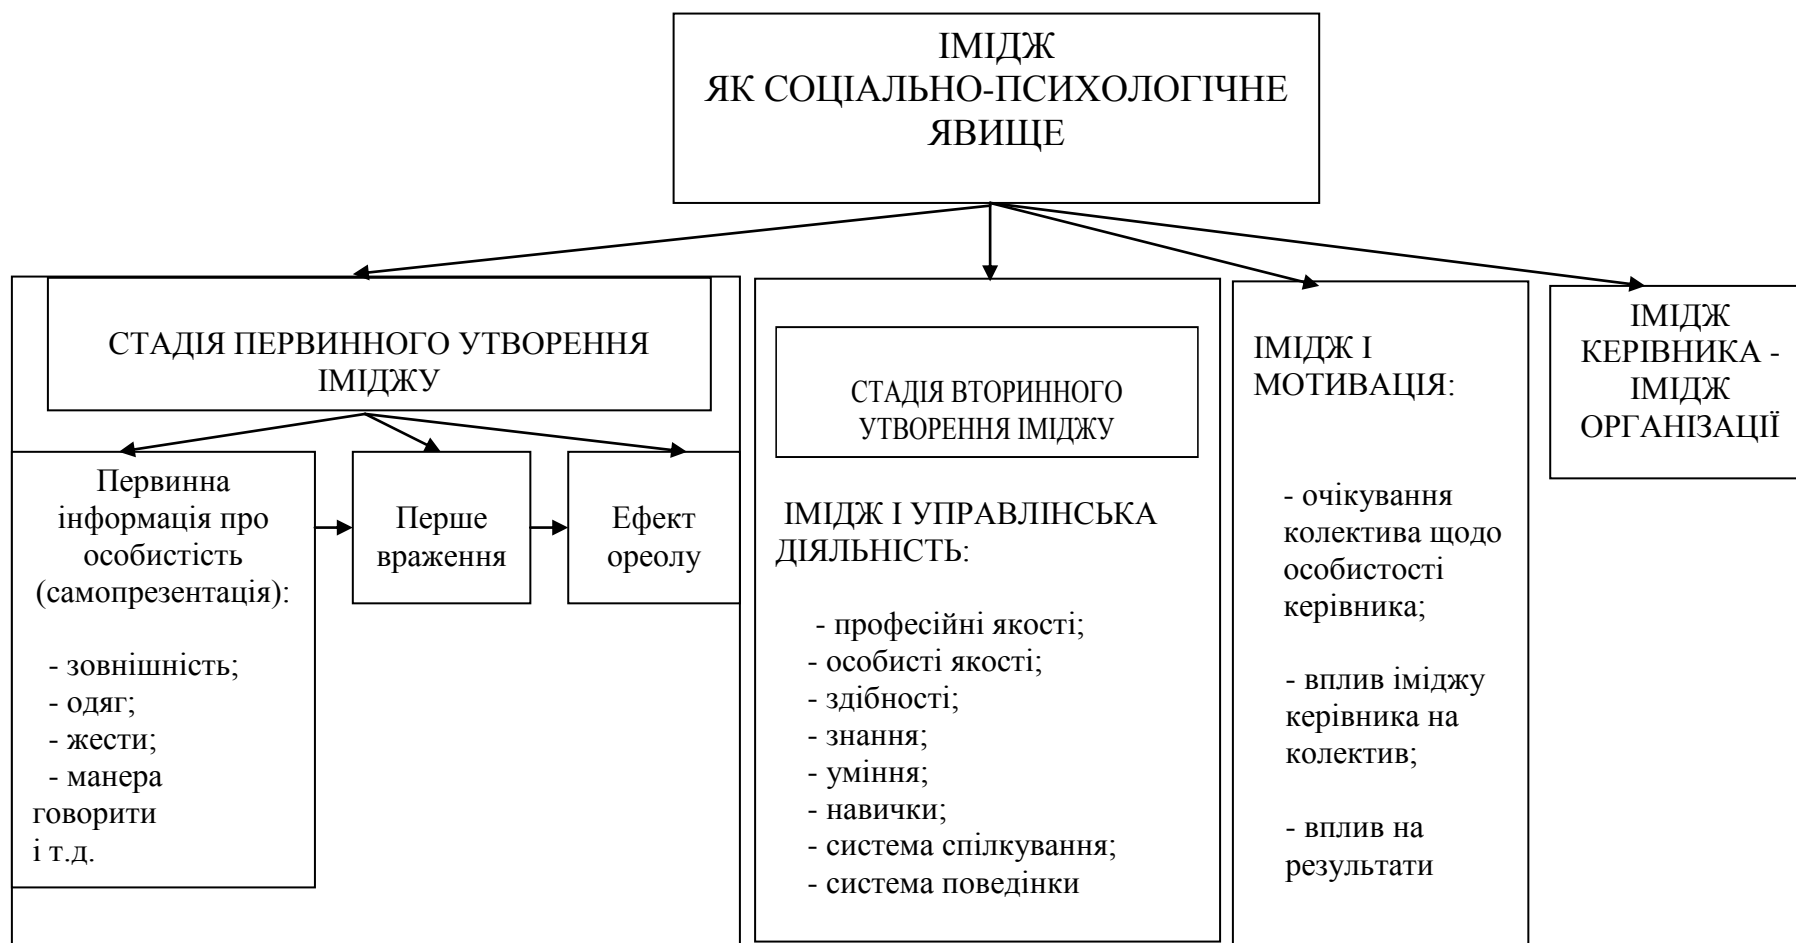 ІМІДЖ
ЯК СОЦІАЛЬНО-ПСИХОЛОГІЧНЕ
ЯВИЩЕ
СТАДІЯ ПЕРВИННОГО УТВОРЕННЯ
ІМІДЖУ
Первинна
інформація про
особистість
(самопрезентація):
- зовнішність;
- одяг;
- жести;
- манера
говорити
і т.д.
Перше
враження
Ефект
ореолу
СТАДІЯ ВТОРИННОГО
УТВОРЕННЯ ІМІДЖУ
ІМІДЖ І УПРАВЛІНСЬКА
ДІЯЛЬНІСТЬ:
- професійні якості;
- особисті якості;
- здібності;
- знання;
- уміння;
- навички;
- система спілкування;
- система поведінки
ІМІДЖ І
МОТИВАЦІЯ:
- очікування
колектива щодо
особистості
керівника;
- вплив іміджу
керівника на
колектив;
- вплив на
результати
ІМІДЖ
КЕРІВНИКА -
ІМІДЖ
ОРГАНІЗАЦІЇ